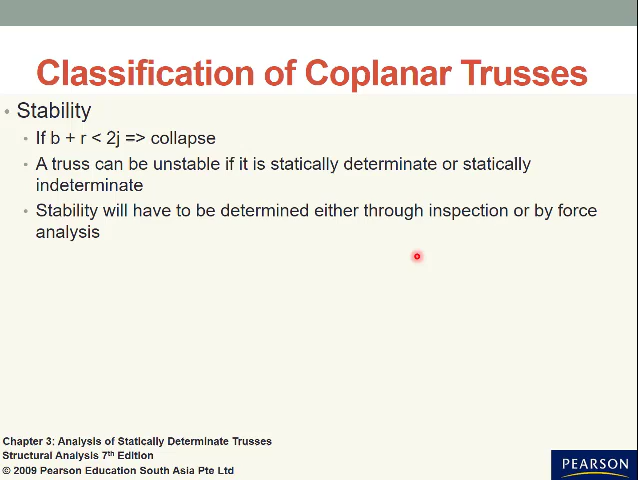 Classification of Coplanar Trusses
• Stability
• If b + r < 2j => collapse
• A truss can be unstable if it is statically determinate or statically
indeterminate
• Stability will have to be determined either through inspection or by force
analysis
Chapter 3: Analysis of Statically Determinate Trusses
Structural Analysis 7th Edition
© 2009 Pearson Education South Asia Pte Ltd
PEARSON